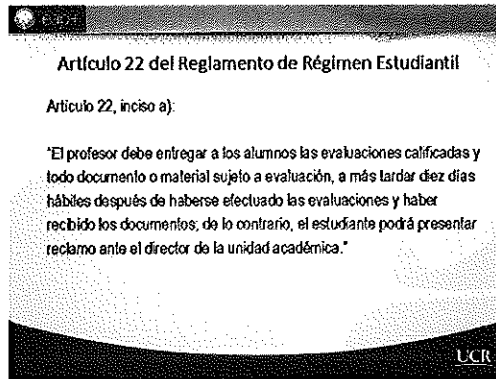 Artículo 22 del Reglamento de Régimen Estudiantil
Artículo 22, inciso a):
"El profesor debe entregar a los alumnos las evaluaciones calificadas y
todo documento o material sujeto a evaluación, a más tardar diez días
hábiles después de haberse efectuado las evaluaciones y haber
recibido los documentos; de lo contrario, el estudiante podrá presentar
reclamo ante el director de la unidad académica."
UCR